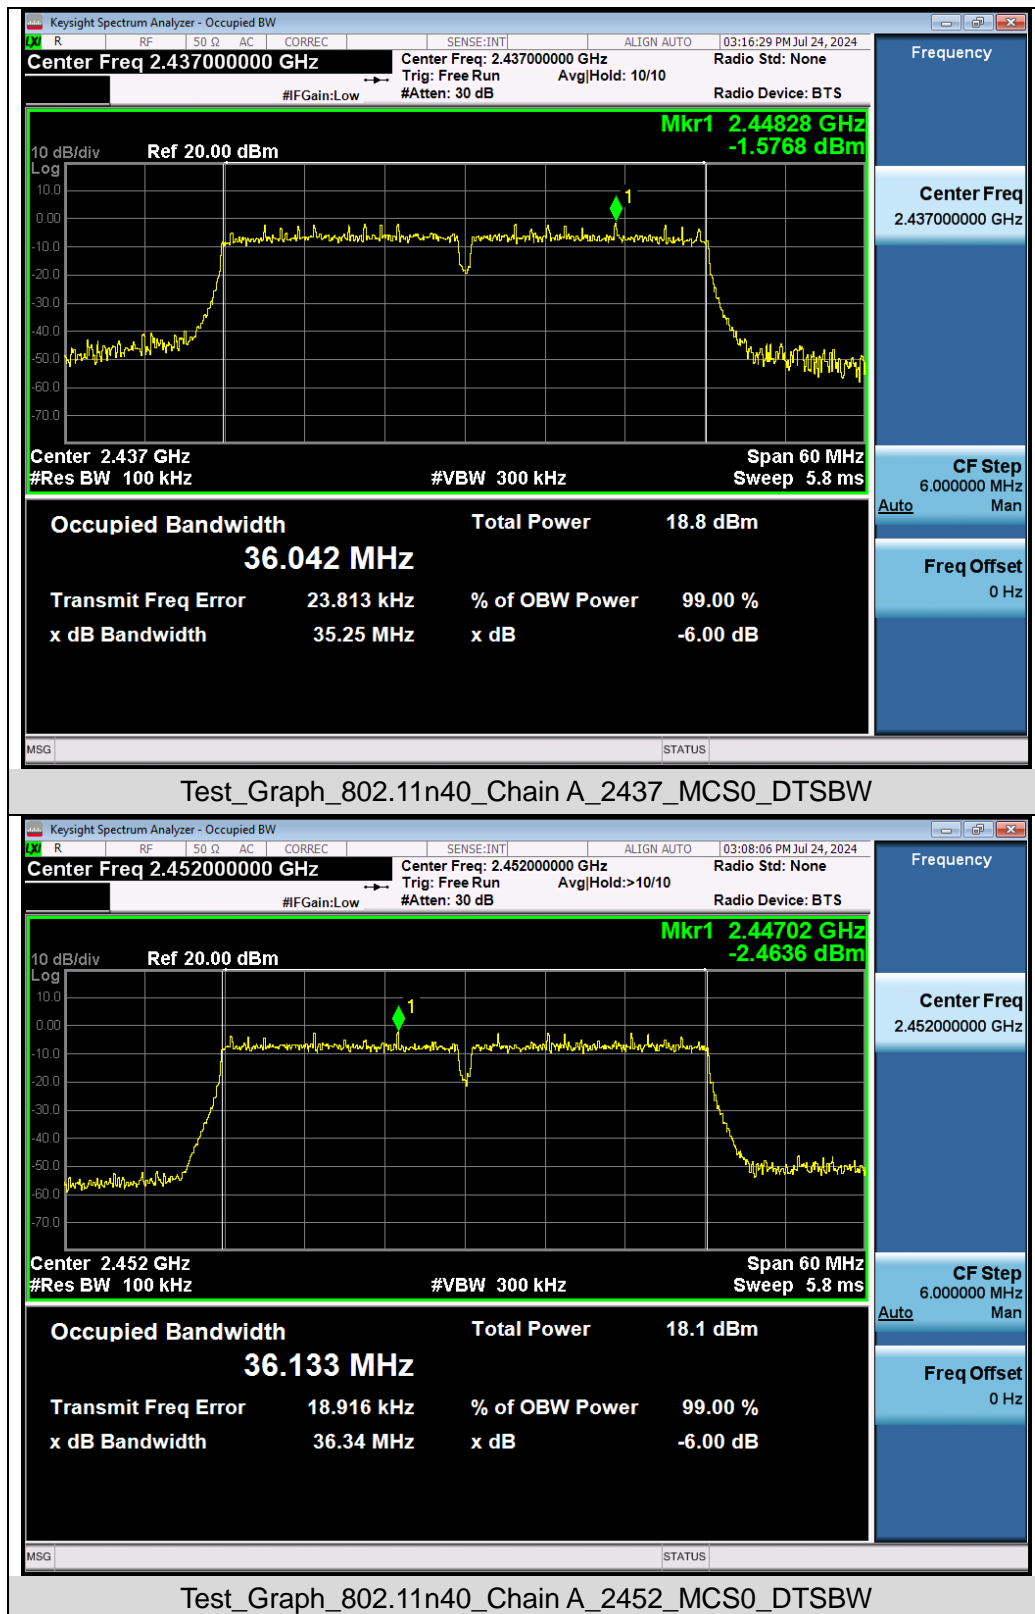 Keysight Spectrum Analyzer - Occupied BW
LXI R RF 50 Ω AC CORREC SENSE:INT ALIGN AUTO 03:16:29 PM Jul 24, 2024
Center Freq 2.437000000 GHz Center Freq: 2.437000000 GHz Radio Std: None
Trig: Free Run Avg|Hold: 10/10
#IFGain:Low #Atten: 30 dB Radio Device: BTS
Frequency
Mkr1 2.44828 GHz
-1.5768 dBm
10 dB/div Ref 20.00 dBm
Log
10.0
0.00
-10.0
-20.0
-30.0
-40.0
-50.0
-60.0
-70.0
1
Center Freq
2.437000000 GHz
Center 2.437 GHz Span 60 MHz
#Res BW 100 kHz #VBW 300 kHz Sweep 5.8 ms
CF Step
6.000000 MHz
Auto Man
Occupied Bandwidth Total Power 18.8 dBm
36.042 MHz
Transmit Freq Error 23.813 kHz % of OBW Power 99.00 %
x dB Bandwidth 35.25 MHz x dB -6.00 dB
Freq Offset
0 Hz
MSG STATUS
Test_Graph_802.11n40_Chain A_2437_MCS0_DTSBW
Keysight Spectrum Analyzer - Occupied BW
LXI R RF 50 Ω AC CORREC SENSE:INT ALIGN AUTO 03:08:06 PM Jul 24, 2024
Center Freq 2.452000000 GHz Center Freq: 2.452000000 GHz Radio Std: None
Trig: Free Run Avg|Hold:>10/10
#IFGain:Low #Atten: 30 dB Radio Device: BTS
Frequency
Mkr1 2.44702 GHz
-2.4636 dBm
10 dB/div Ref 20.00 dBm
Log
10.0
0.00
-10.0
-20.0
-30.0
-40.0
-50.0
-60.0
-70.0
1
Center Freq
2.452000000 GHz
Center 2.452 GHz Span 60 MHz
#Res BW 100 kHz #VBW 300 kHz Sweep 5.8 ms
CF Step
6.000000 MHz
Auto Man
Occupied Bandwidth Total Power 18.1 dBm
36.133 MHz
Transmit Freq Error 18.916 kHz % of OBW Power 99.00 %
x dB Bandwidth 36.34 MHz x dB -6.00 dB
Freq Offset
0 Hz
MSG STATUS
Test_Graph_802.11n40_Chain A_2452_MCS0_DTSBW